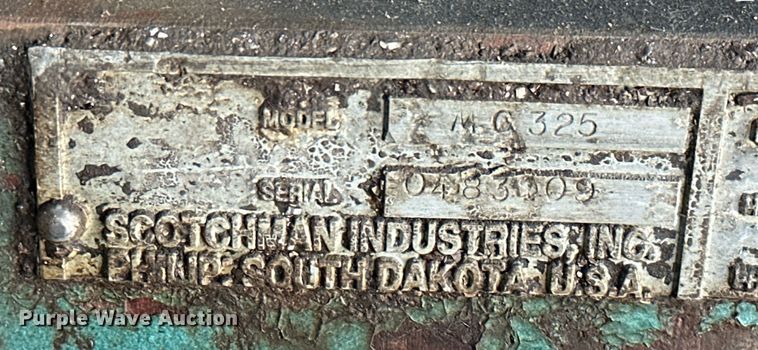 MODEL MC 325
SERIAL 0483009
SCOTCHMAN INDUSTRIES, INC.
PHILIP, SOUTH DAKOTA, U.S.A.
Purple Wave Auction